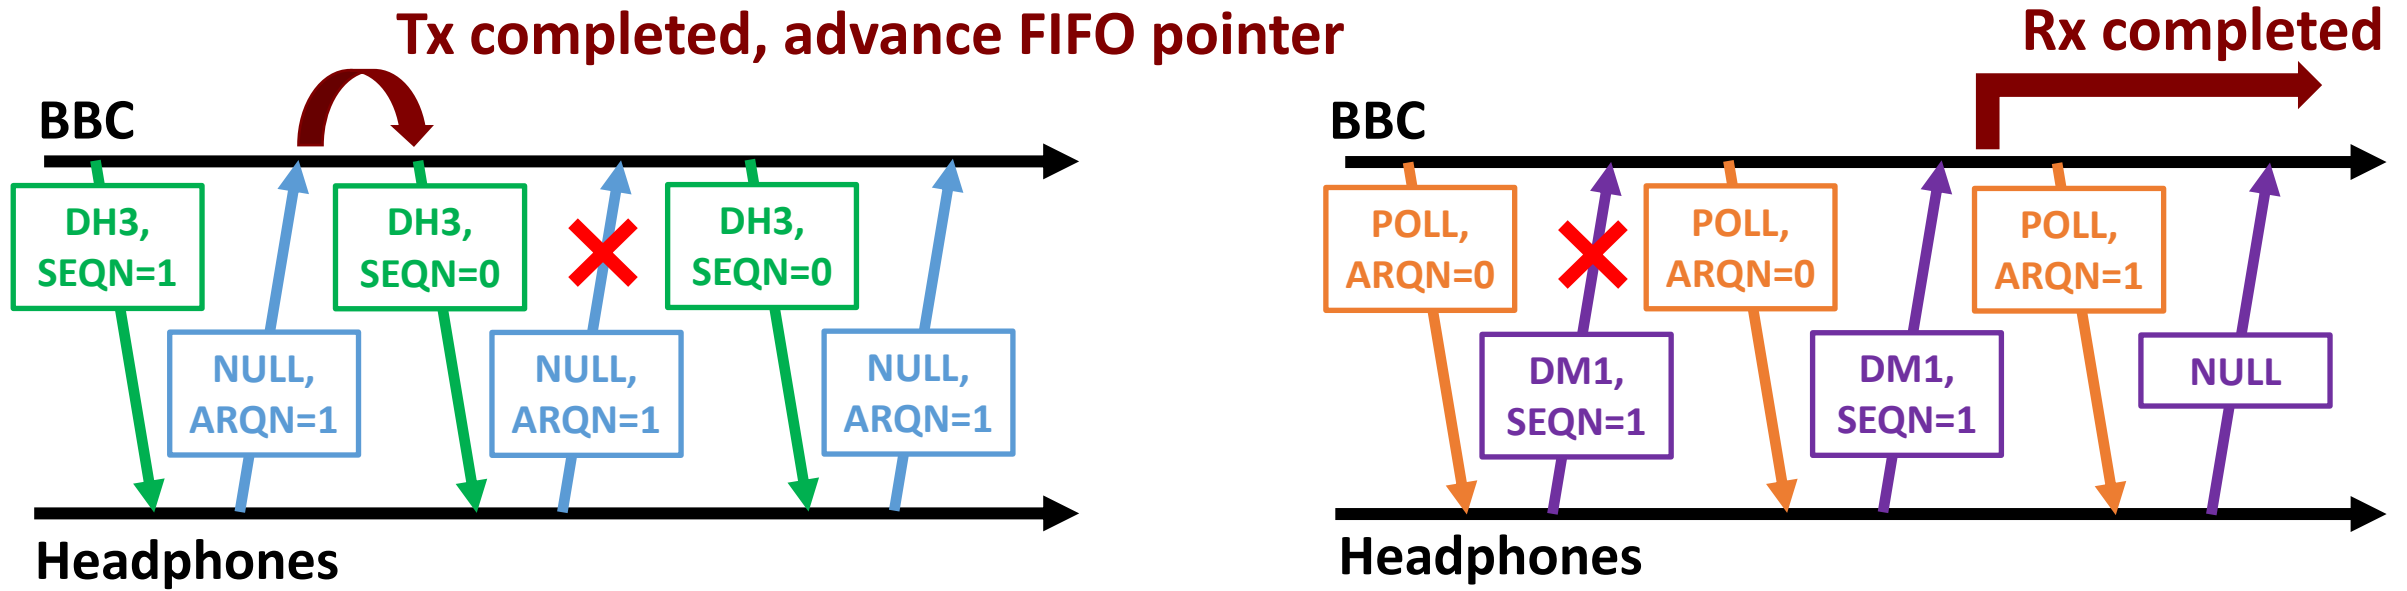 Tx completed, advance FIFO pointer
BBC
DH3,
SEQN=1
NULL,
ARQN=1
DH3,
SEQN=0
NULL,
ARQN=1
DH3,
SEQN=0
NULL,
ARQN=1
Headphones
Rx completed
BBC
POLL,
ARQN=0
DM1,
SEQN=1
POLL,
ARQN=0
DM1,
SEQN=1
POLL,
ARQN=1
NULL
Headphones